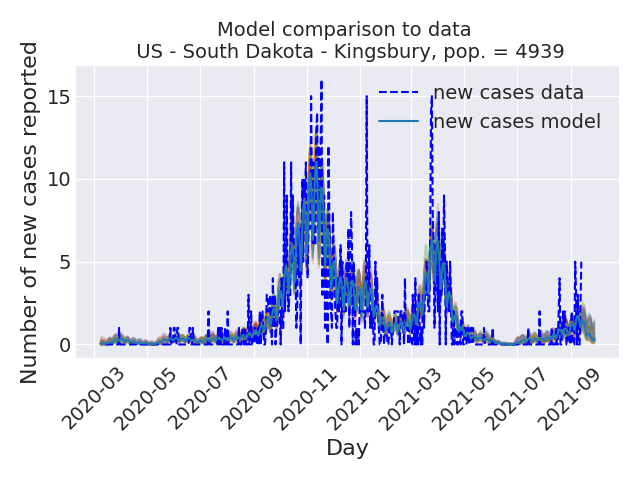 Model comparison to data
US - South Dakota - Kingsbury, pop. = 4939
Number of new cases reported
15
10
5
0
new cases data
new cases model
2020-03
2020-05
2020-07
2020-09
2020-11
2021-01
2021-03
2021-05
2021-07
2021-09
Day